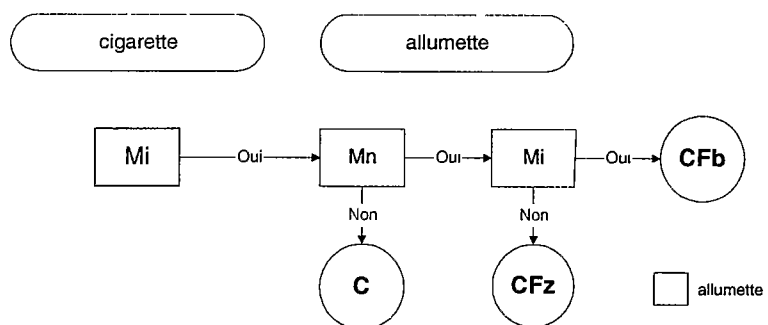 cigarette allumette
Mi Oui Mn Oui Mi Oui CFb
Non Non
C CFz
allumette